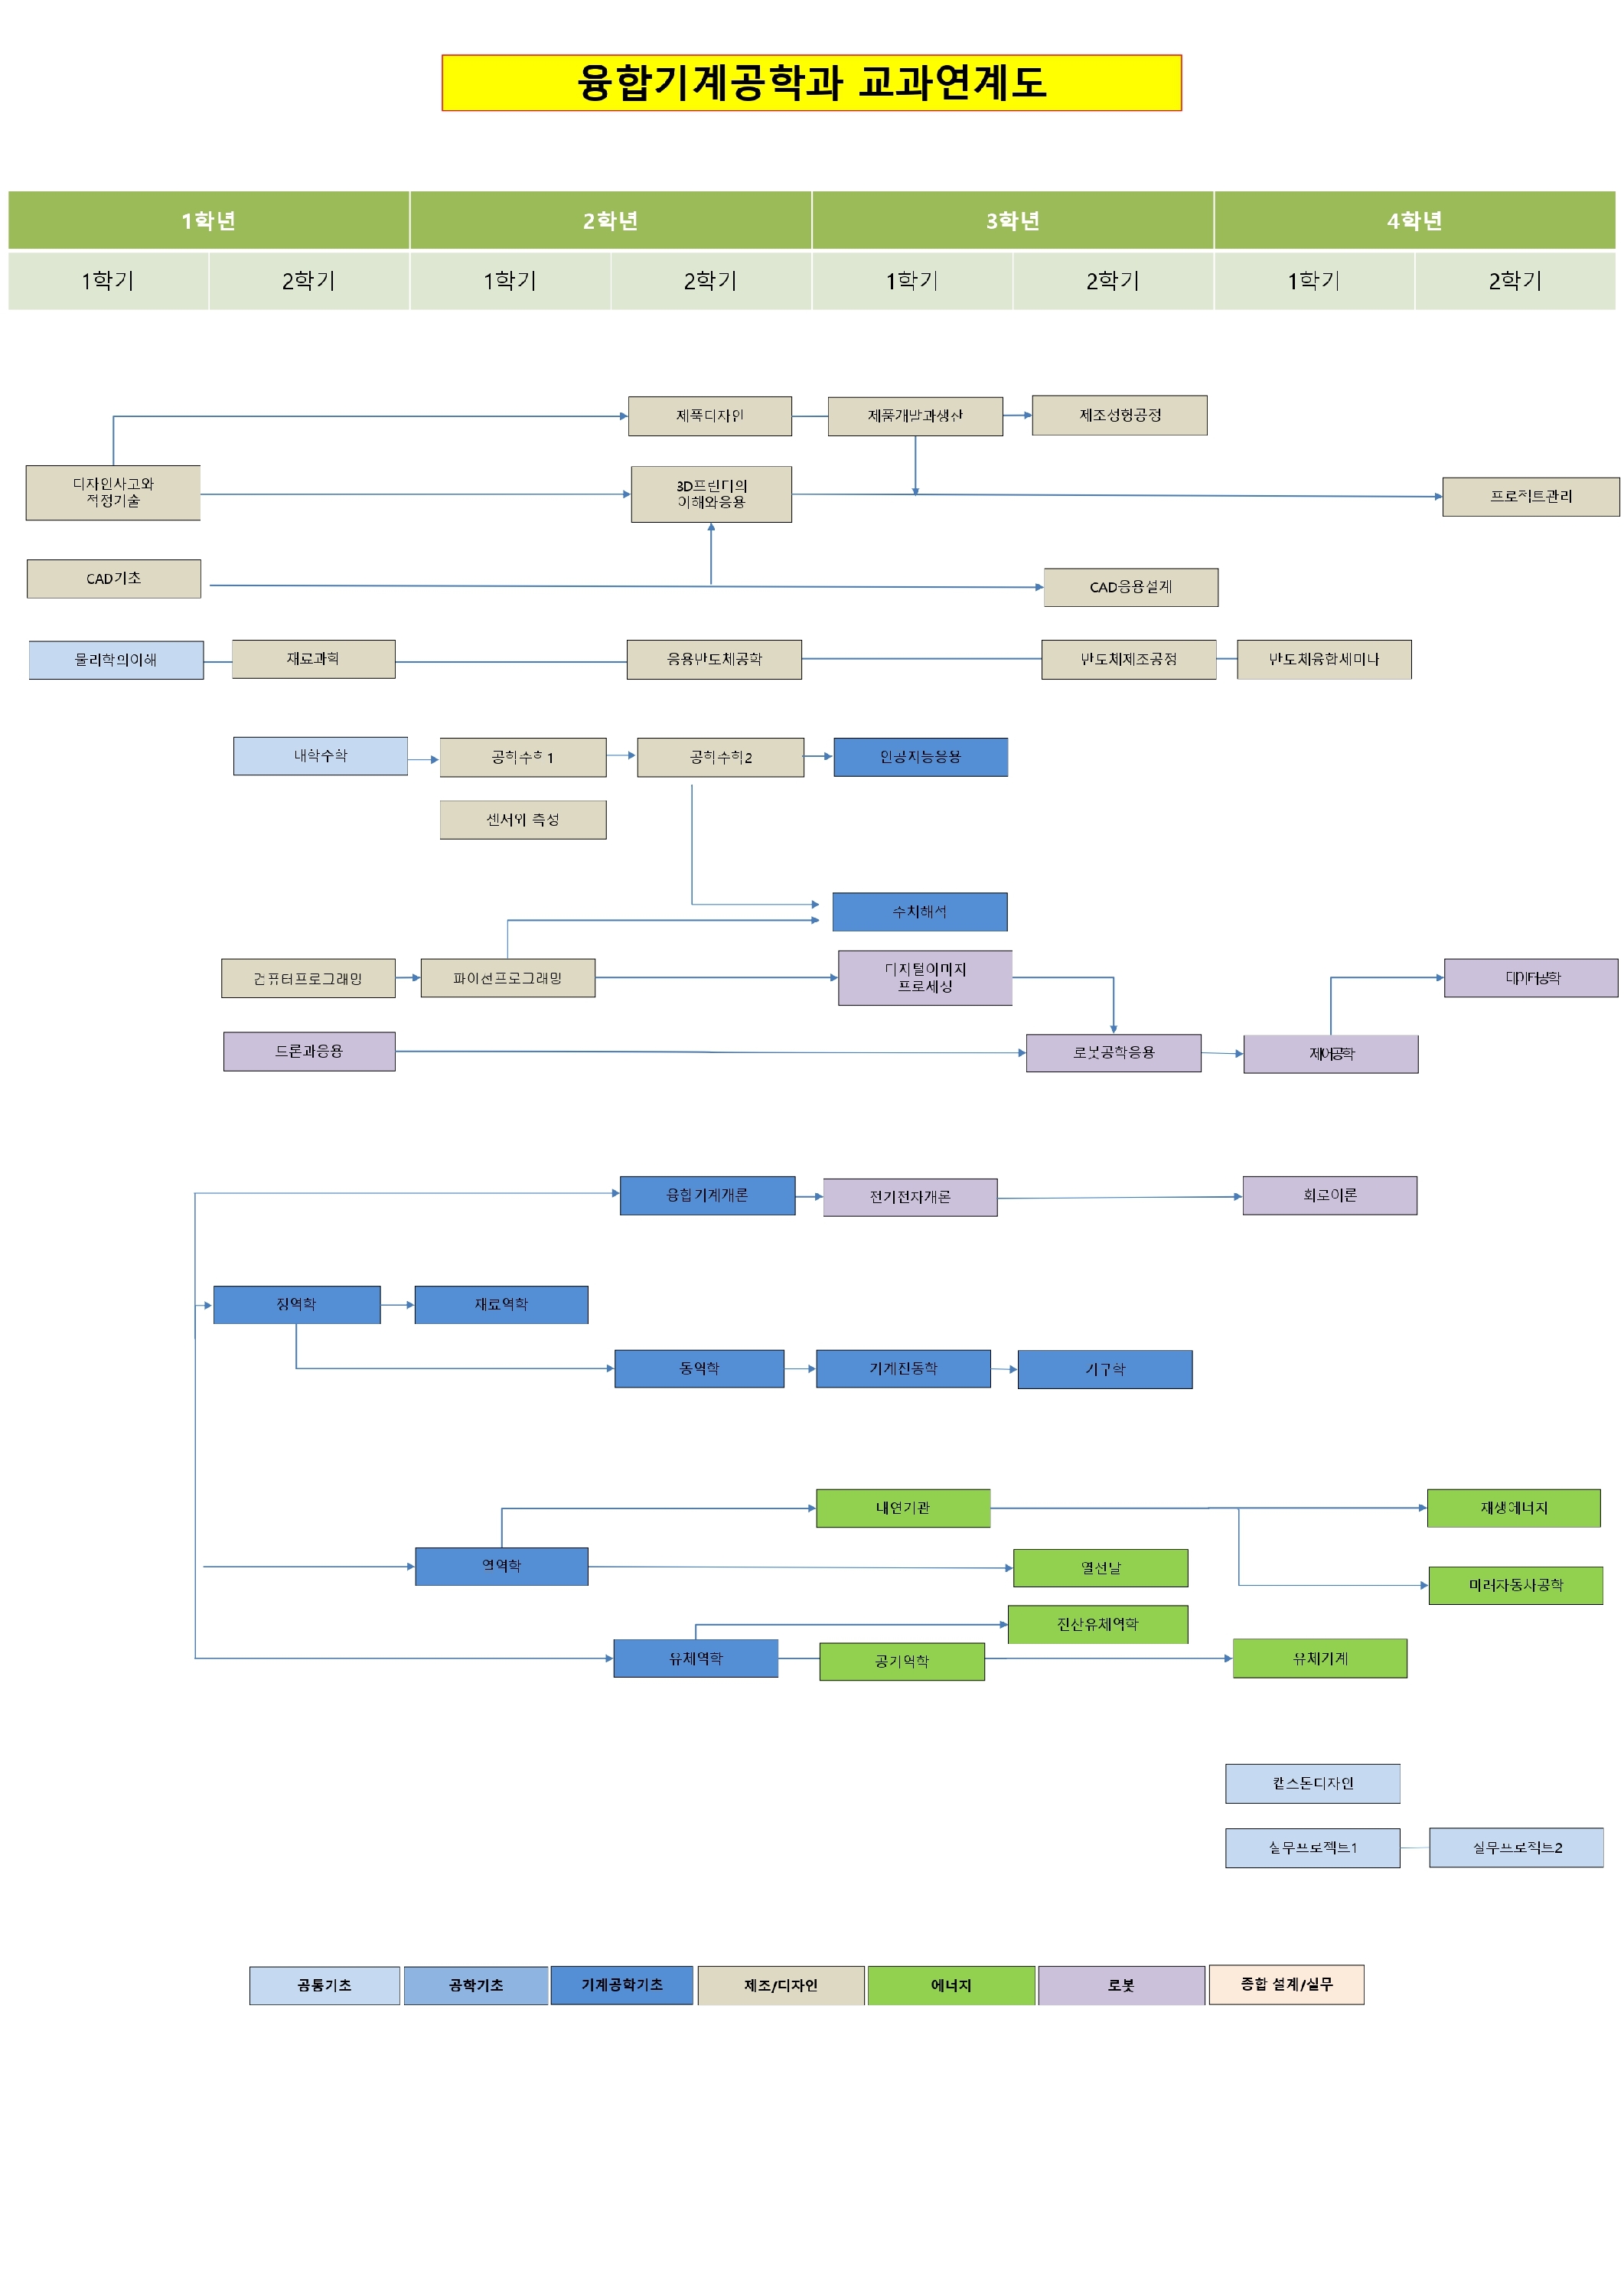 융합기계공학과 교과연계도
1학년
2학년
3학년
4학년
1학기
2학기
1학기
2학기
1학기
2학기
1학기
2학기
제품디자인
제품개발과생산
제조성형공정
디자인사고와
적정기술
3D프린터의
이해와응용
프로젝트관리
CAD기초
CAD응용설계
물리학의이해
재료과학
응용반도체공학
반도체제조공정
반도체융합세미나
대학수학
공학수학1
공학수학2
인공지능응용
센서와 측정
수치해석
컴퓨터프로그래밍
파이썬프로그래밍
디지털이미지
프로세싱
데이터공학
드론과응용
로봇공학응용
제어공학
융합기계개론
전기전자개론
회로이론
정역학
재료역학
동역학
기계진동학
기구학
내연기관
재생에너지
열역학
열전달
미래자동차공학
전산유체역학
유체역학
공기역학
유체기계
캡스톤디자인
실무프로젝트1
실무프로젝트2
공통기초
공학기초
기계공학기초
제조/디자인
에너지
로봇
종합 설계/실무